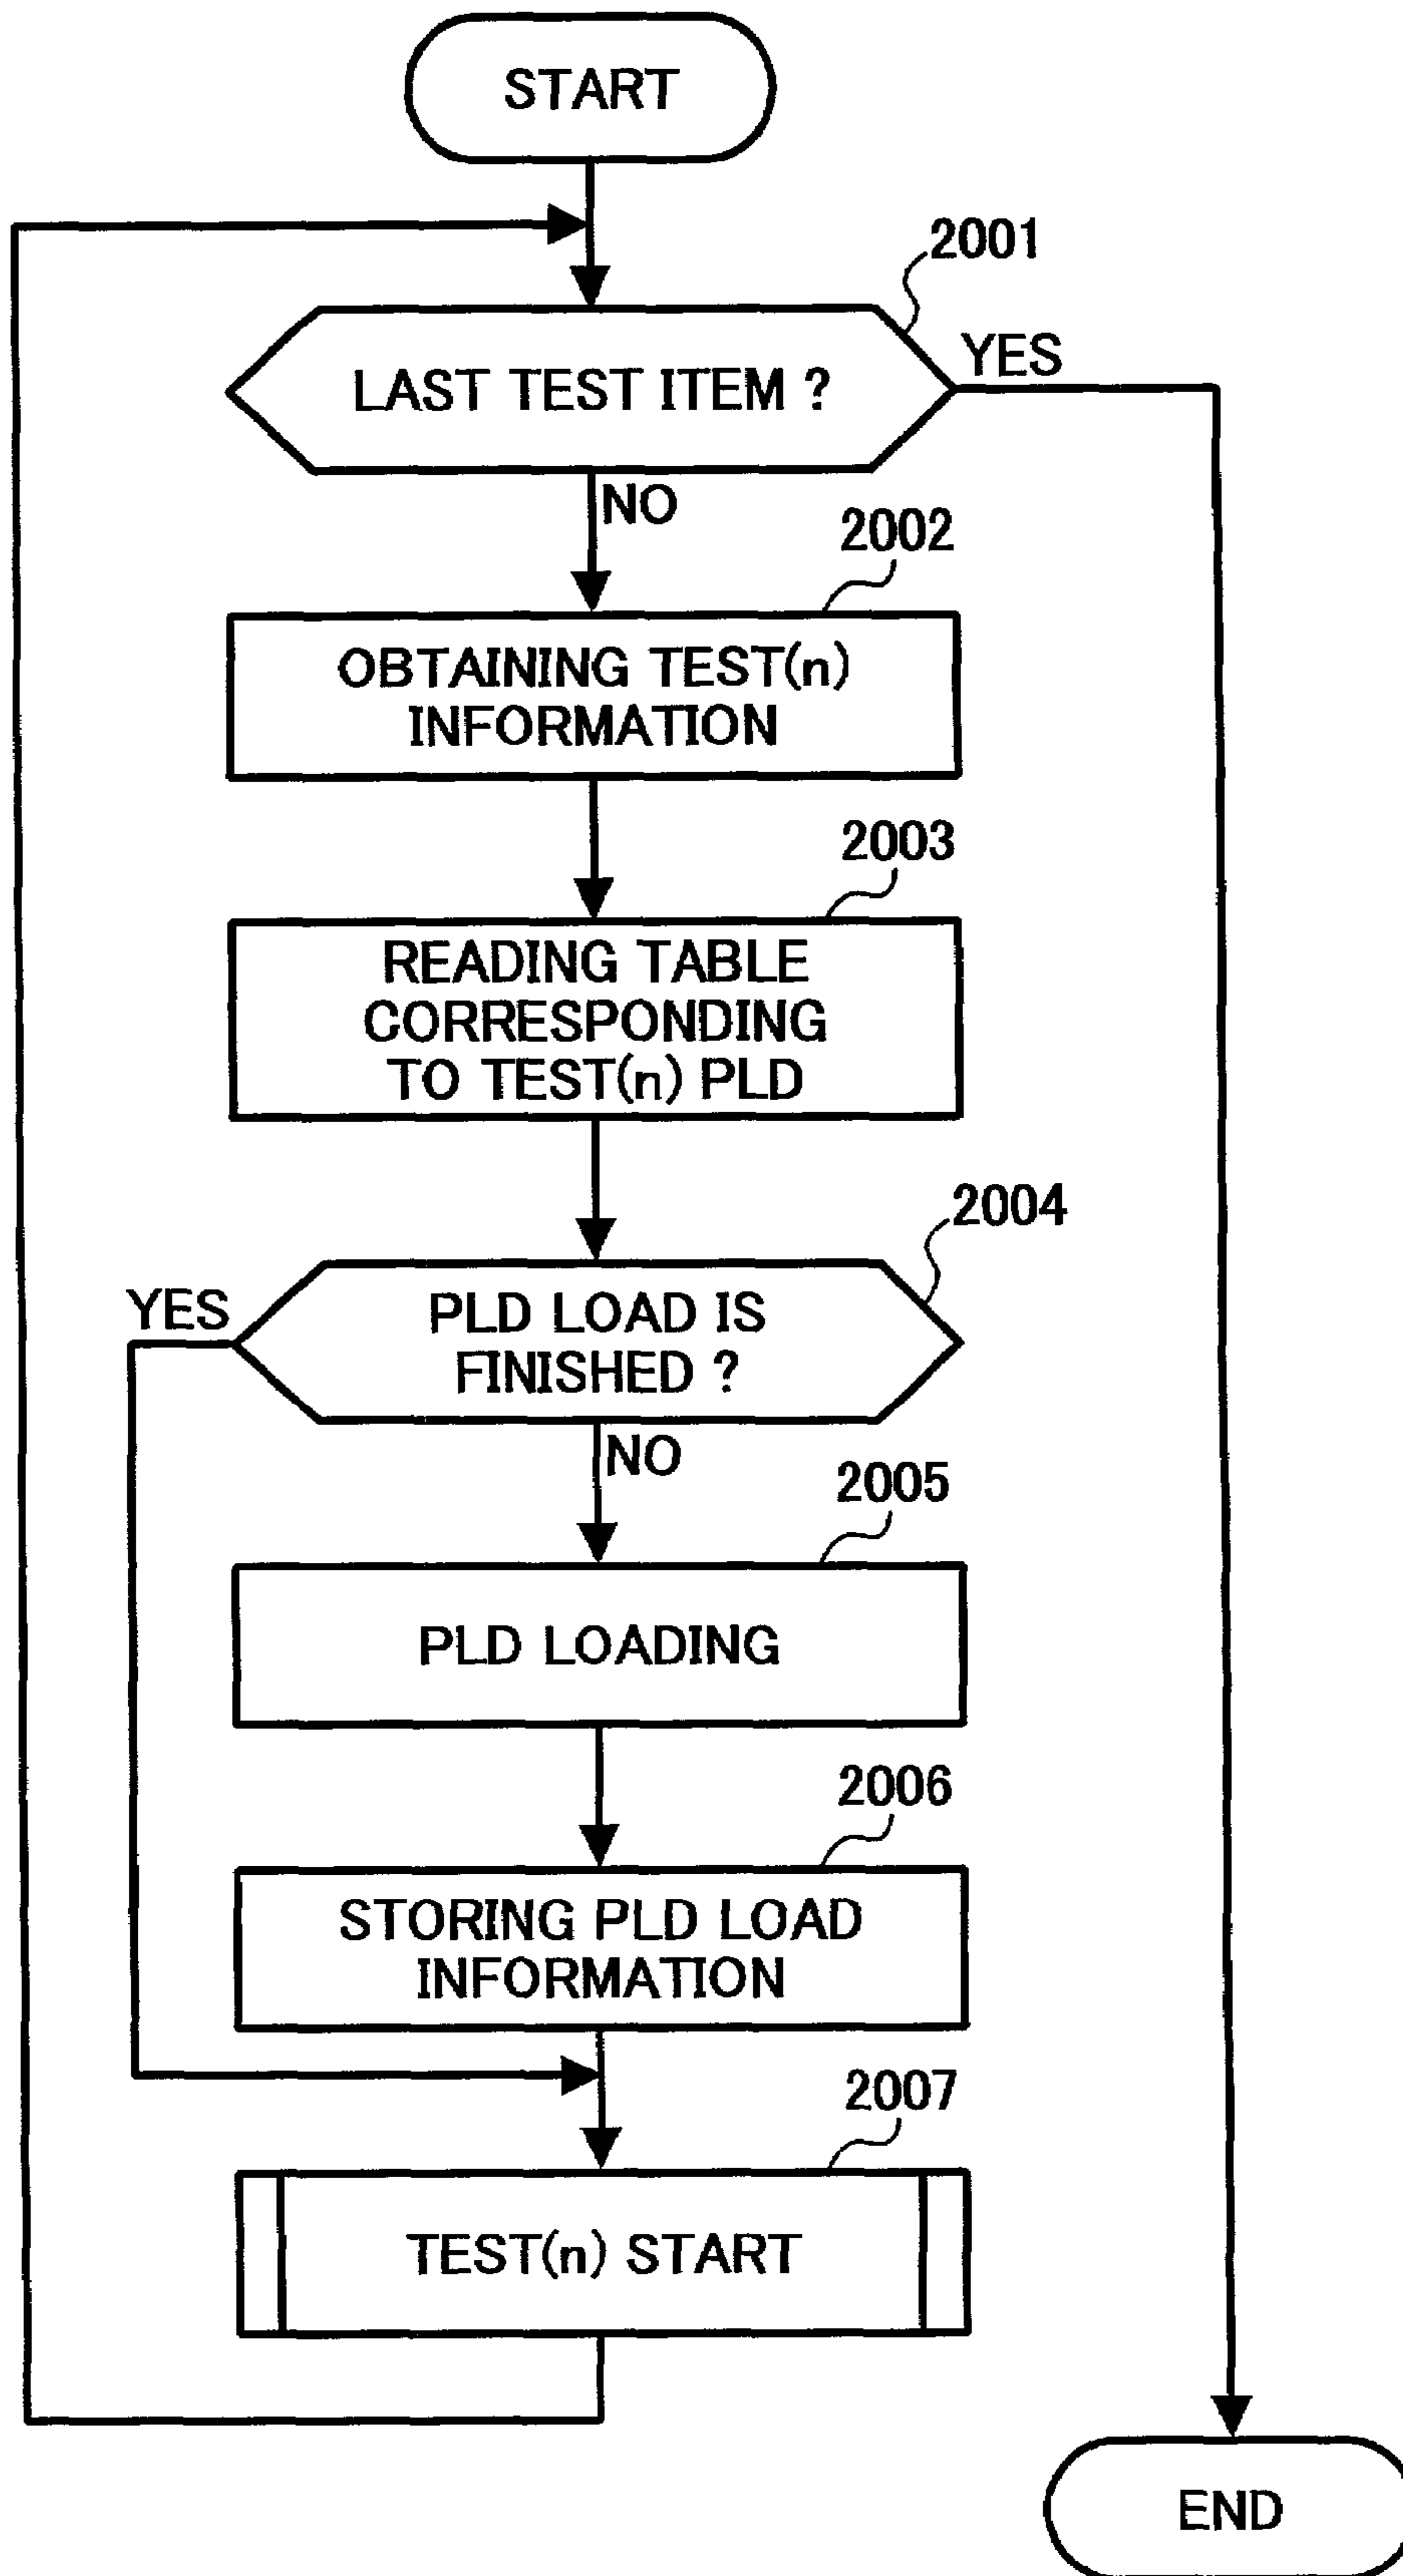 START
2001
LAST TEST ITEM ?
YES
NO
2002
OBTAINING TEST(n)
INFORMATION
2003
READING TABLE
CORRESPONDING
TO TEST(n) PLD
2004
YES
PLD LOAD IS
FINISHED ?
NO
2005
PLD LOADING
2006
STORING PLD LOAD
INFORMATION
2007
TEST(n) START
END